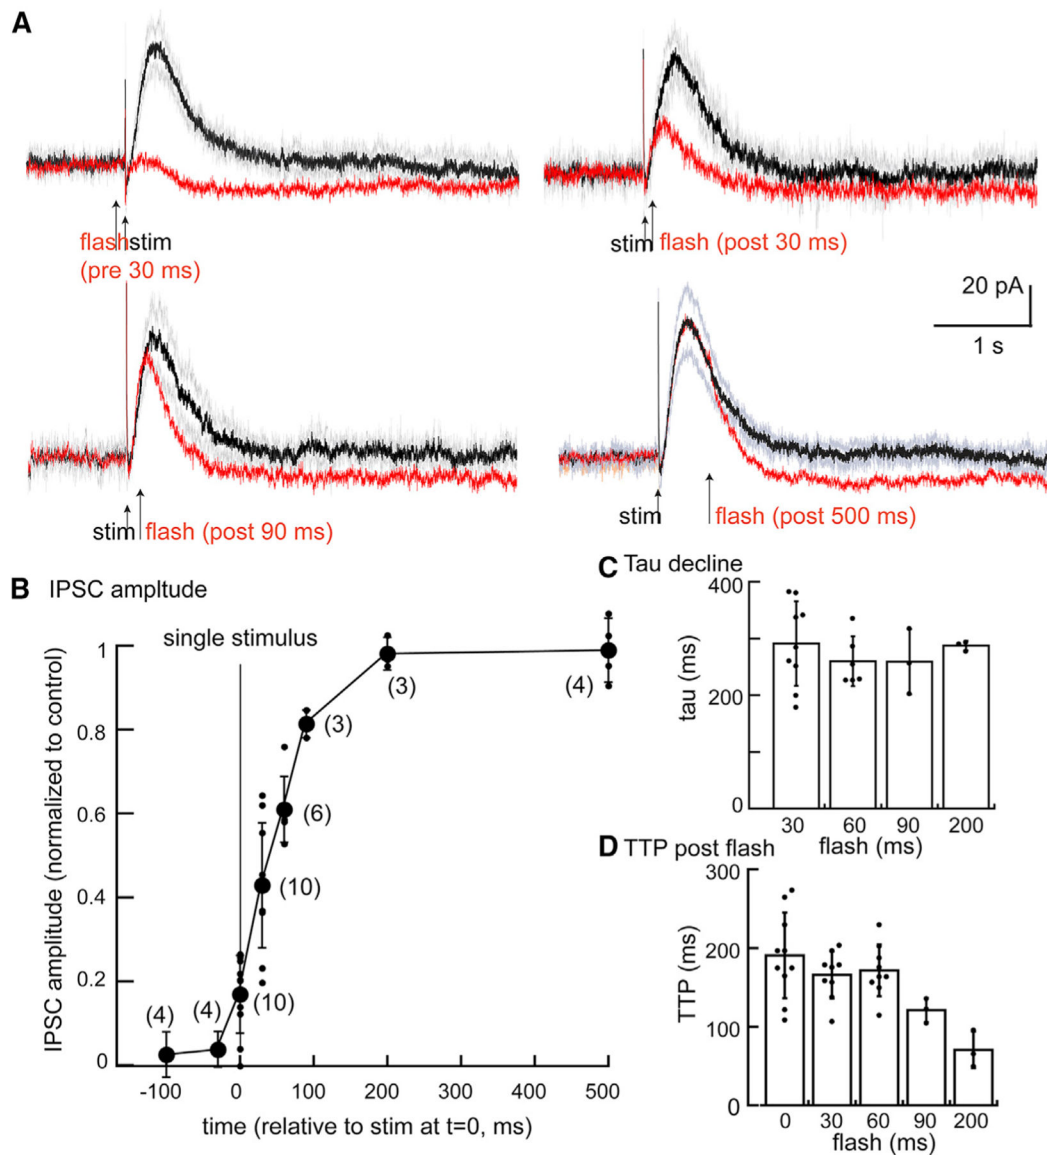 A
flash stim
(pre 30 ms)
stim flash (post 30 ms)
20 pA
1 s
stim flash (post 90 ms)
stim flash (post 500 ms)
B IPSC ampltude
single stimulus
IPSC amplitude (normalized to control)
1
0.8
0.6
0.4
0.2
0
(4)
(4)
(10)
(10)
(6)
(3)
(3)
(4)
-100 0 100 200 300 400 500
time (relative to stim at t=0, ms)
C Tau decline
tau (ms)
400
200
0
30 60 90 200
flash (ms)
D TTP post flash
TTP (ms)
300
200
100
0
0 30 60 90 200
flash (ms)